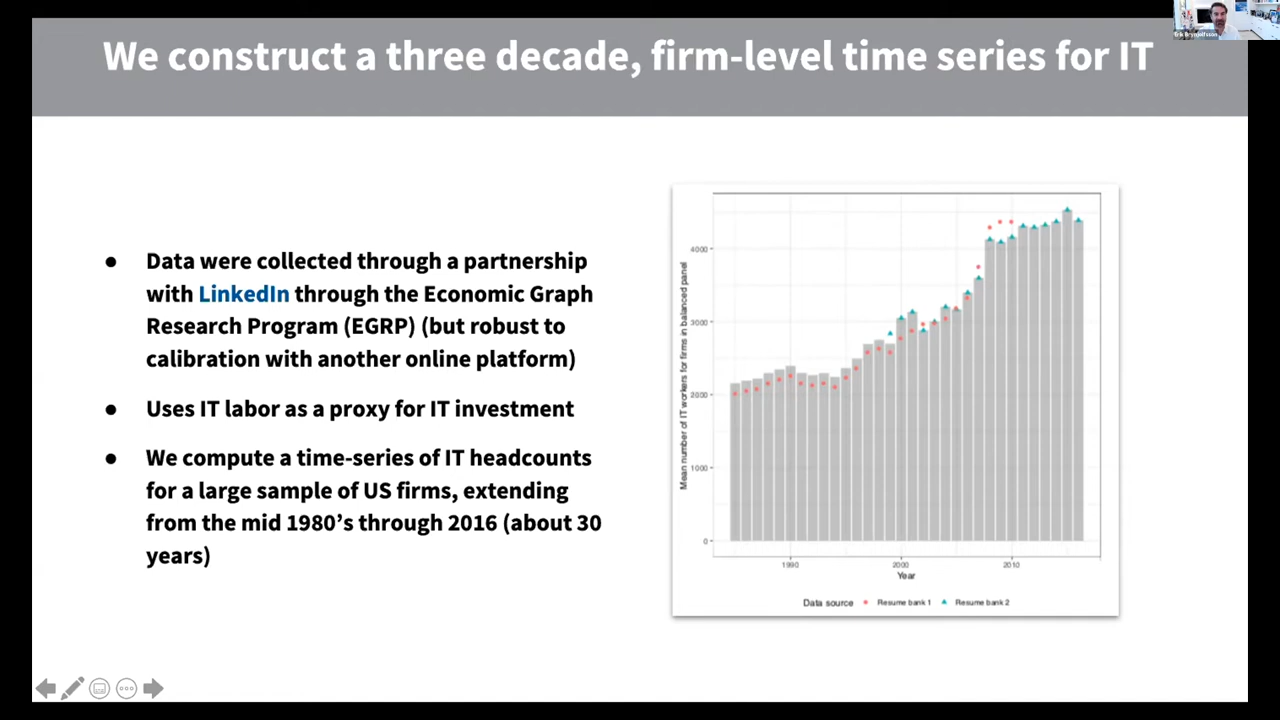 We construct a three decade, firm-level time series for IT
Erik Brynjolfsson
● Data were collected through a partnership
with LinkedIn through the Economic Graph
Research Program (EGRP) (but robust to
calibration with another online platform)
● Uses IT labor as a proxy for IT investment
● We compute a time-series of IT headcounts
for a large sample of US firms, extending
from the mid 1980’s through 2016 (about 30
years)
Mean number of IT workers for firms in balanced panel
4000
3000
2000
1000
0
1990 2000 2010
Year
Data source Resume bank 1 Resume bank 2